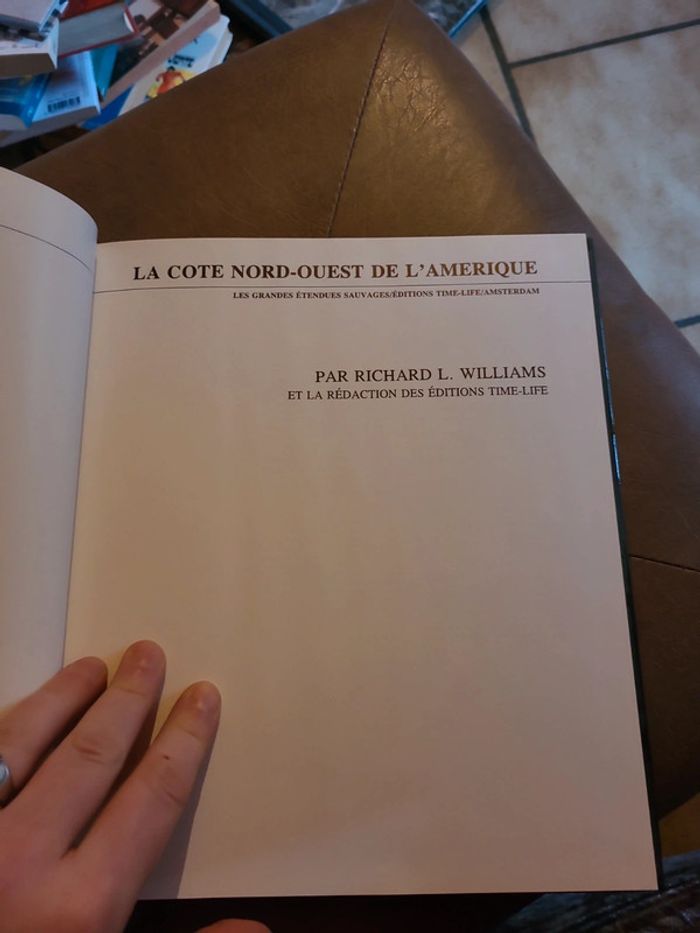 LA COTE NORD-OUEST DE L'AMERIQUE
LES GRANDES ÉTENDUES SAUVAGES/ÉDITIONS TIME-LIFE/AMSTERDAM
PAR RICHARD L. WILLIAMS
ET LA RÉDACTION DES ÉDITIONS TIME-LIFE